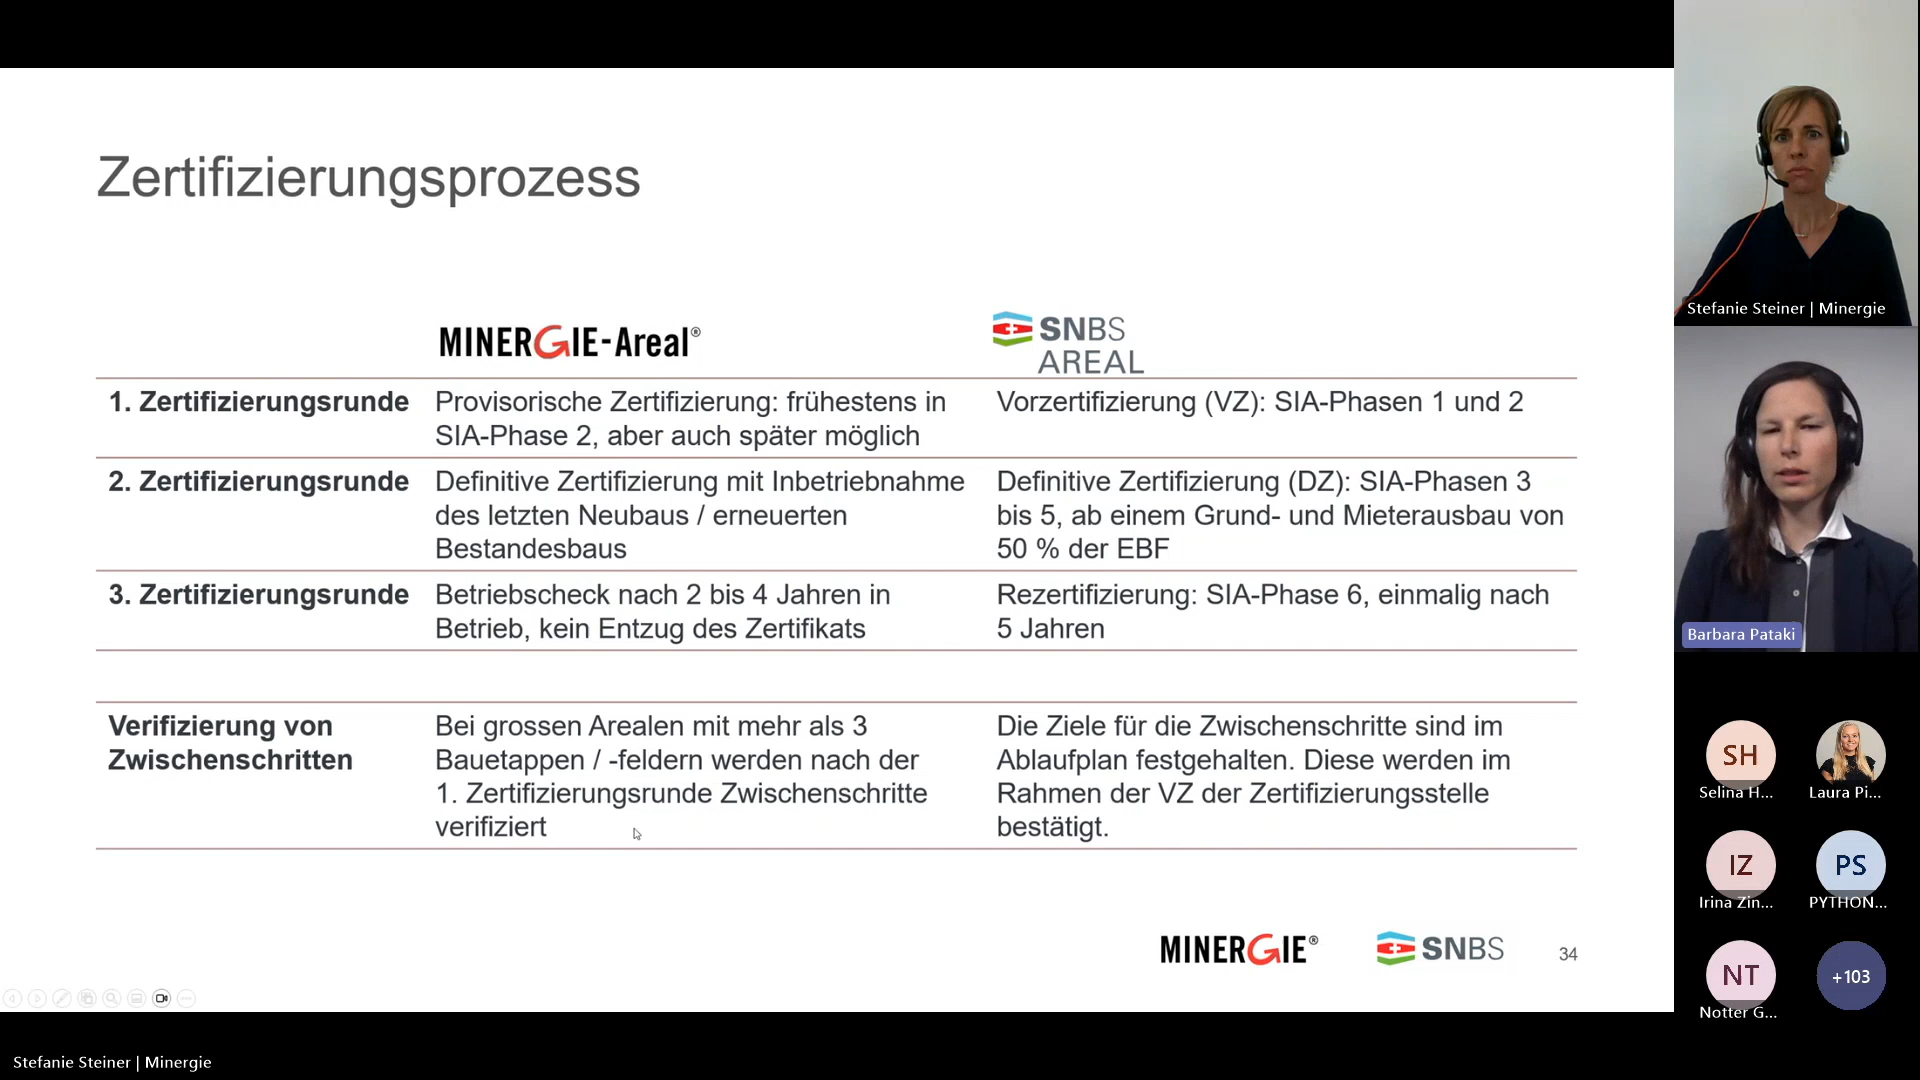 Zertifizierungsprozess
MINERGIE-Areal®
SNBS
AREAL
1. Zertifizierungsrunde
Provisorische Zertifizierung: frühestens in
SIA-Phase 2, aber auch später möglich
Vorzertifizierung (VZ): SIA-Phasen 1 und 2
2. Zertifizierungsrunde
Definitive Zertifizierung mit Inbetriebnahme
des letzten Neubaus / erneuerten
Bestandesbaus
Definitive Zertifizierung (DZ): SIA-Phasen 3
bis 5, ab einem Grund- und Mieterausbau von
50 % der EBF
3. Zertifizierungsrunde
Betriebscheck nach 2 bis 4 Jahren in
Betrieb, kein Entzug des Zertifikats
Rezertifizierung: SIA-Phase 6, einmalig nach
5 Jahren
Verifizierung von
Zwischenschritten
Bei grossen Arealen mit mehr als 3
Bauetappen / -feldern werden nach der
1. Zertifizierungsrunde Zwischenschritte
verifiziert
Die Ziele für die Zwischenschritte sind im
Ablaufplan festgehalten. Diese werden im
Rahmen der VZ der Zertifizierungsstelle
bestätigt.
MINERGIE®
SNBS
34
Stefanie Steiner | Minergie
Stefanie Steiner | Minergie
Barbara Pataki
SH
Selina H...
Laura Pi...
IZ
Irina Zin...
PS
PYTHON...
NT
Notter G...
+103